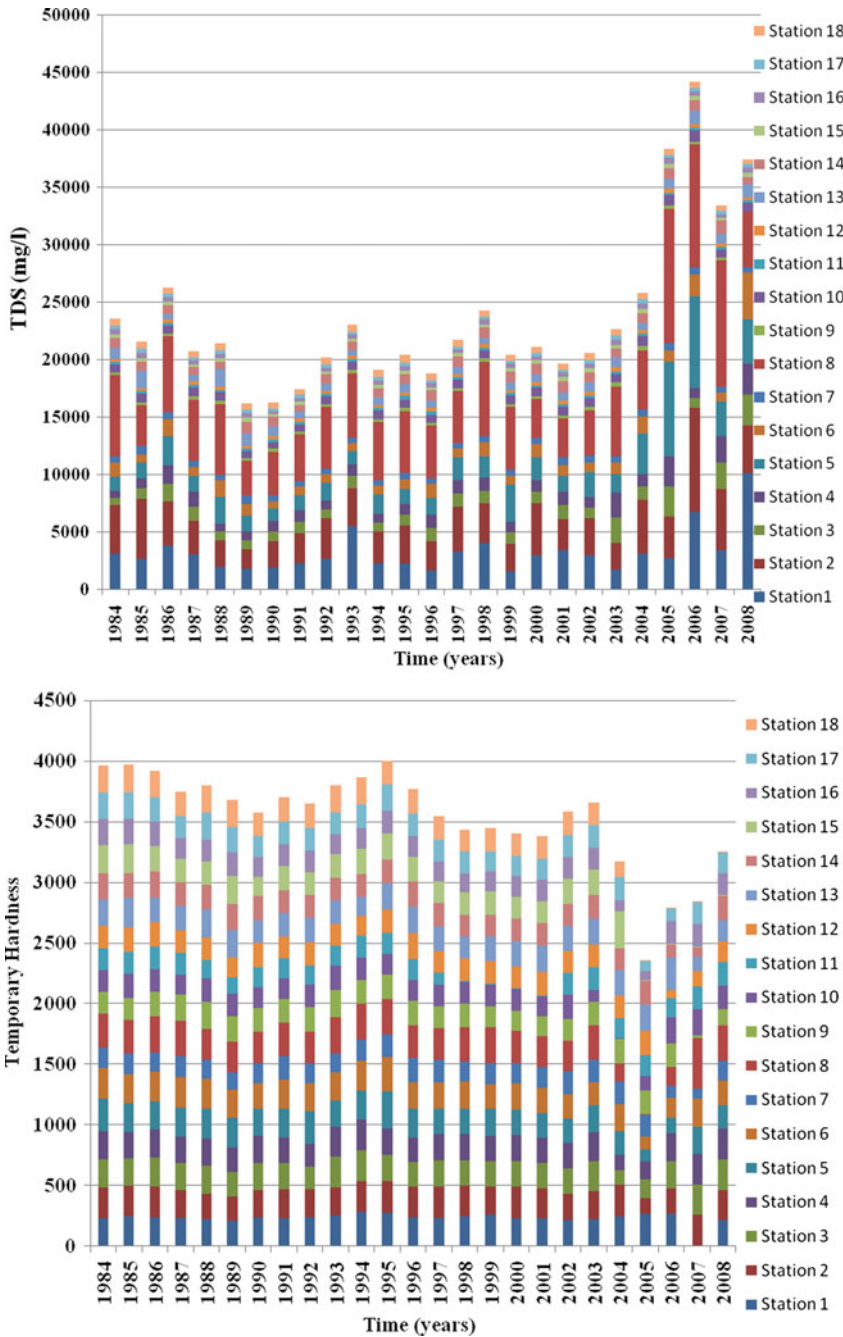 50000
45000
40000
35000
30000
25000
20000
15000
10000
5000
0
TDS (mg/l)
1984
1985
1986
1987
1988
1989
1990
1991
1992
1993
1994
1995
1996
1997
1998
1999
2000
2001
2002
2003
2004
2005
2006
2007
2008
Time (years)
Station 18
Station 17
Station 16
Station 15
Station 14
Station 13
Station 12
Station 11
Station 10
Station 9
Station 8
Station 7
Station 6
Station 5
Station 4
Station 3
Station 2
Station1
4500
4000
3500
3000
2500
2000
1500
1000
500
0
Temporary Hardness
1984
1985
1986
1987
1988
1989
1990
1991
1992
1993
1994
1995
1996
1997
1998
1999
2000
2001
2002
2003
2004
2005
2006
2007
2008
Time (years)
Station 18
Station 17
Station 16
Station 15
Station 14
Station 13
Station 12
Station 11
Station 10
Station 9
Station 8
Station 7
Station 6
Station 5
Station 4
Station 3
Station 2
Station 1